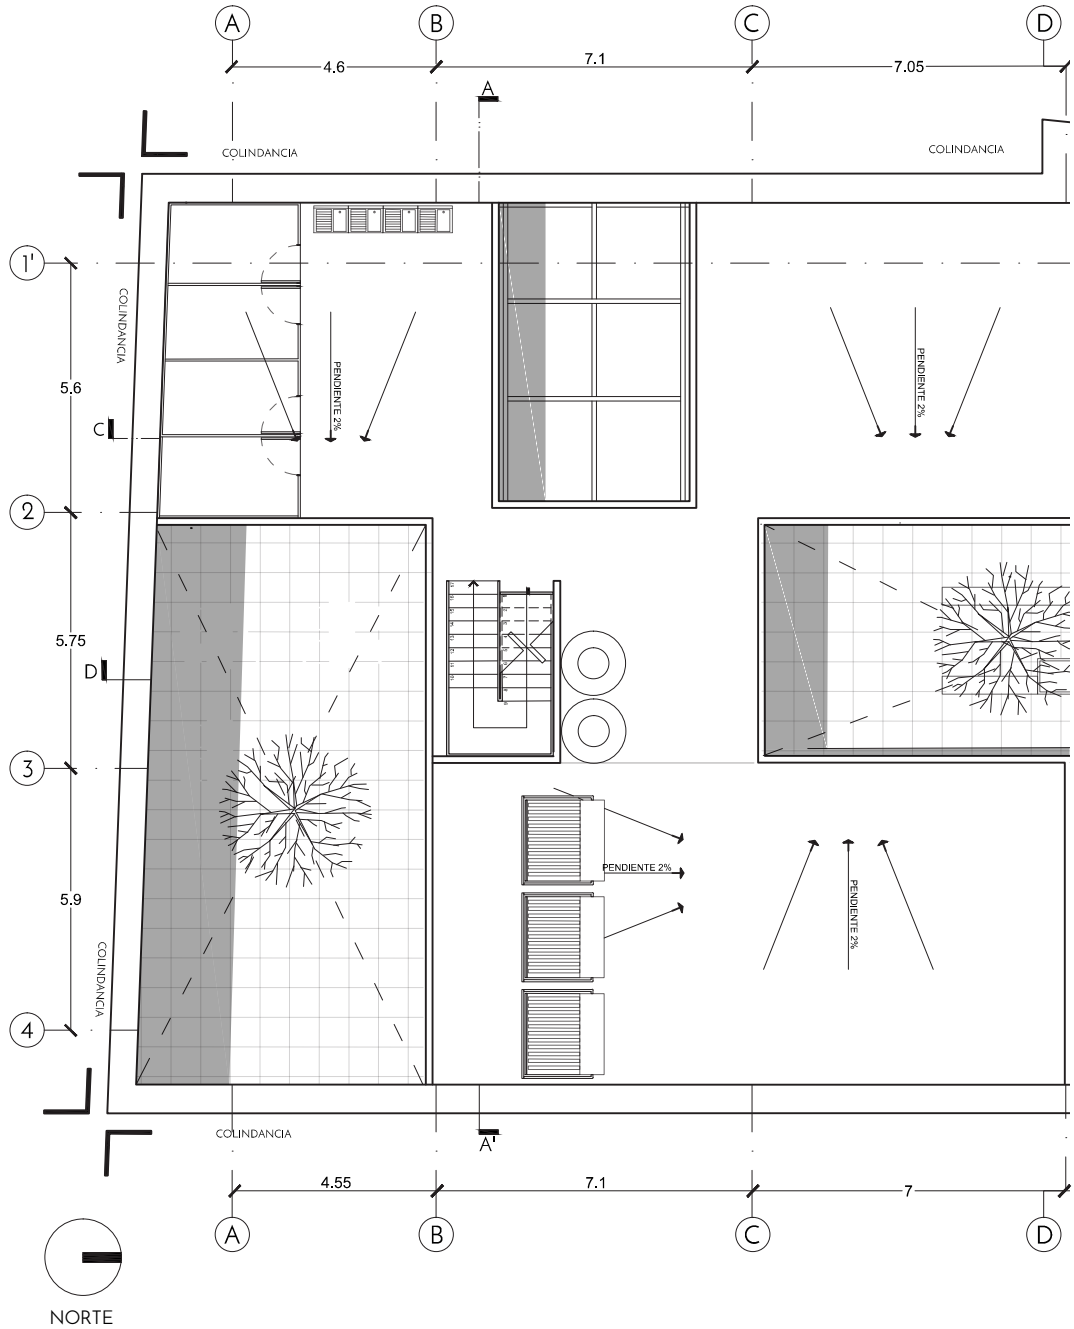 A B C D
4.6 7.1 7.05
A
COLINDANCIA
COLINDANCIA
1'
COLINDANCIA
PENDIENTE 2%
PENDIENTE 2%
5.6
C
2
5.75
D
3
PENDIENTE 2%
PENDIENTE 2%
5.9
COLINDANCIA
4
COLINDANCIA
A'
4.55 7.1 7
A B C D
NORTE